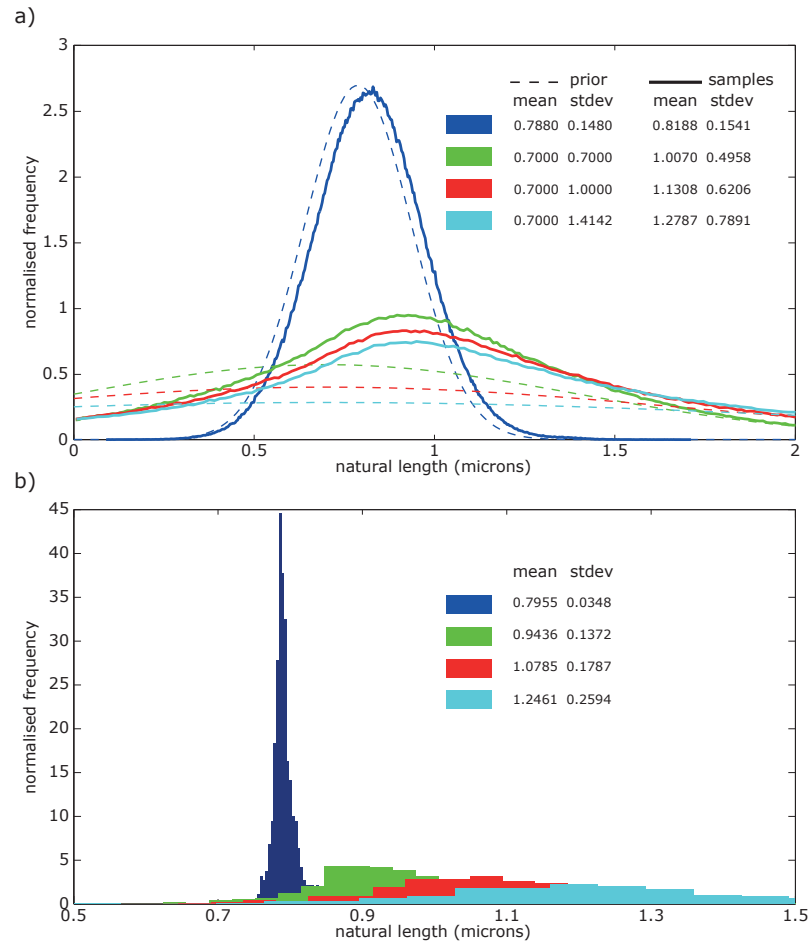 a)
3
2.5
2
1.5
1
0.5
0
normalised frequency
prior samples
mean stdev mean stdev
0.7880 0.1480 0.8188 0.1541
0.7000 0.7000 1.0070 0.4958
0.7000 1.0000 1.1308 0.6206
0.7000 1.4142 1.2787 0.7891
0 0.5 1 1.5 2
natural length (microns)
b)
45
40
35
30
25
20
15
10
5
0
normalised frequency
mean stdev
0.7955 0.0348
0.9436 0.1372
1.0785 0.1787
1.2461 0.2594
0.5 0.7 0.9 1.1 1.3 1.5
natural length (microns)